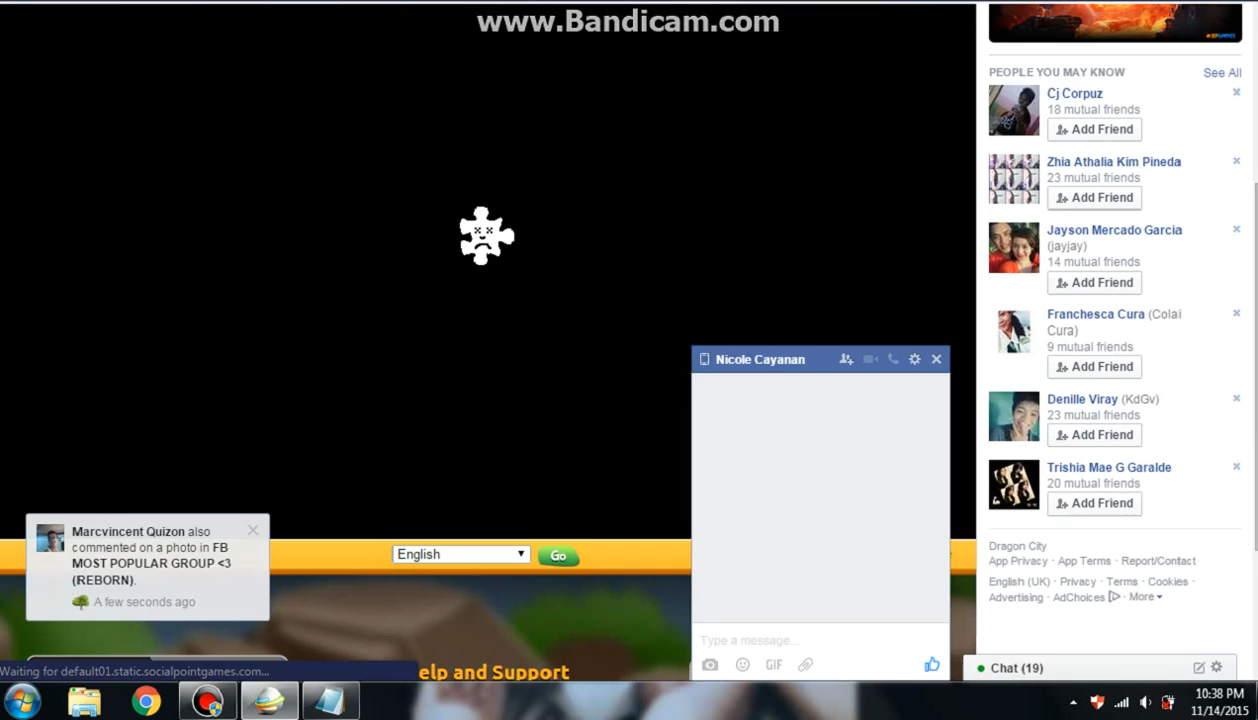 www.Bandicam.com
PEOPLE YOU MAY KNOW
See All
Cj Corpuz
18 mutual friends
Add Friend
Zhia Athalia Kim Pineda
23 mutual friends
Add Friend
Jayson Mercado Garcia
(jayjay)
14 mutual friends
Add Friend
Franchesca Cura (Colai
Cura)
9 mutual friends
Add Friend
Denille Viray (KdGv)
23 mutual friends
Add Friend
Trishia Mae G Garalde
20 mutual friends
Add Friend
Dragon City
App Privacy · App Terms · Report/Contact
English (UK) · Privacy · Terms · Cookies ·
Advertising · AdChoices · More
Nicole Cayanan
Type a message...
GIF
Marcvincent Quizon also
commented on a photo in FB
MOST POPULAR GROUP <3
(REBORN).
A few seconds ago
English
Go
elp and Support
Waiting for default01.static.socialpointgames.com...
Chat (19)
10:38 PM
11/14/2015